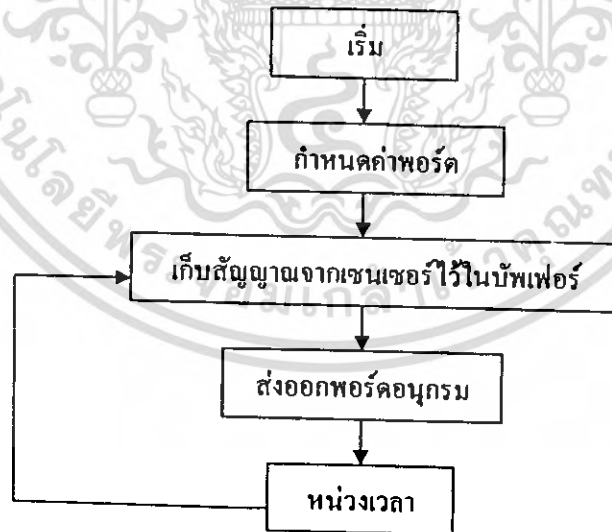 เริ่ม
กำหนดค่าพอร์ต
เก็บสัญญาณจากเซนเซอร์ไว้ในบัพเฟอร์
ส่งออกพอร์ตอนุกรม
หน่วงเวลา